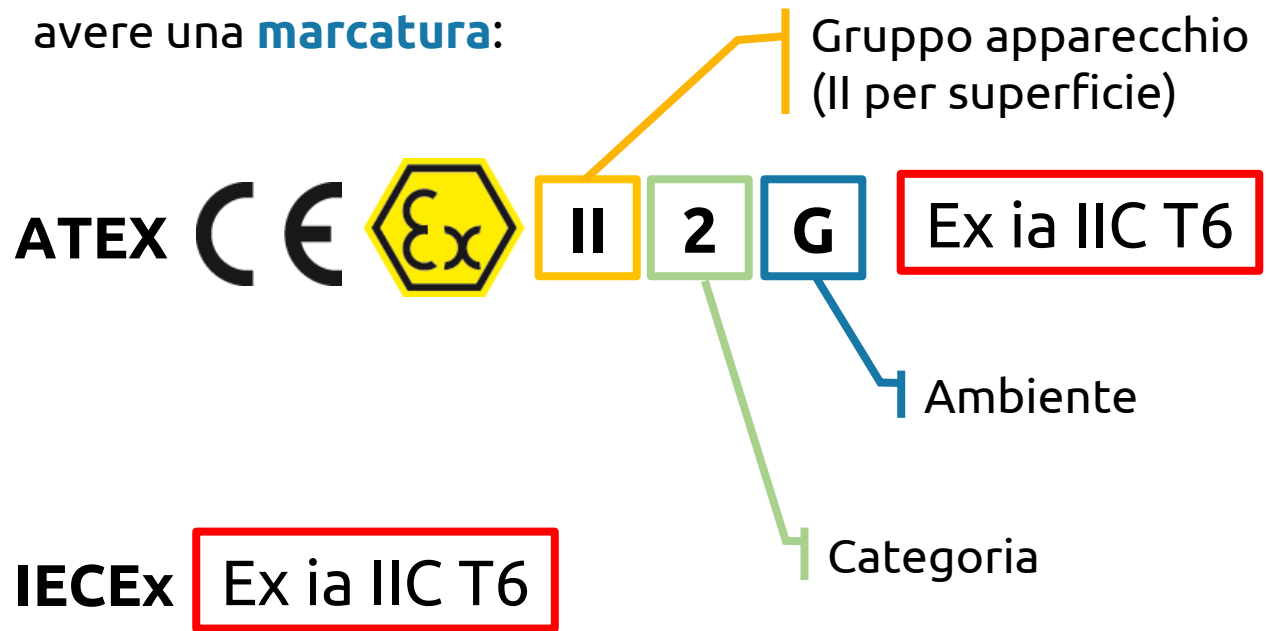 avere una marcatura:
Gruppo apparecchio
(II per superficie)
ATEX CE Ex II 2 G Ex ia IIC T6
Ambiente
Categoria
IECEx Ex ia IIC T6